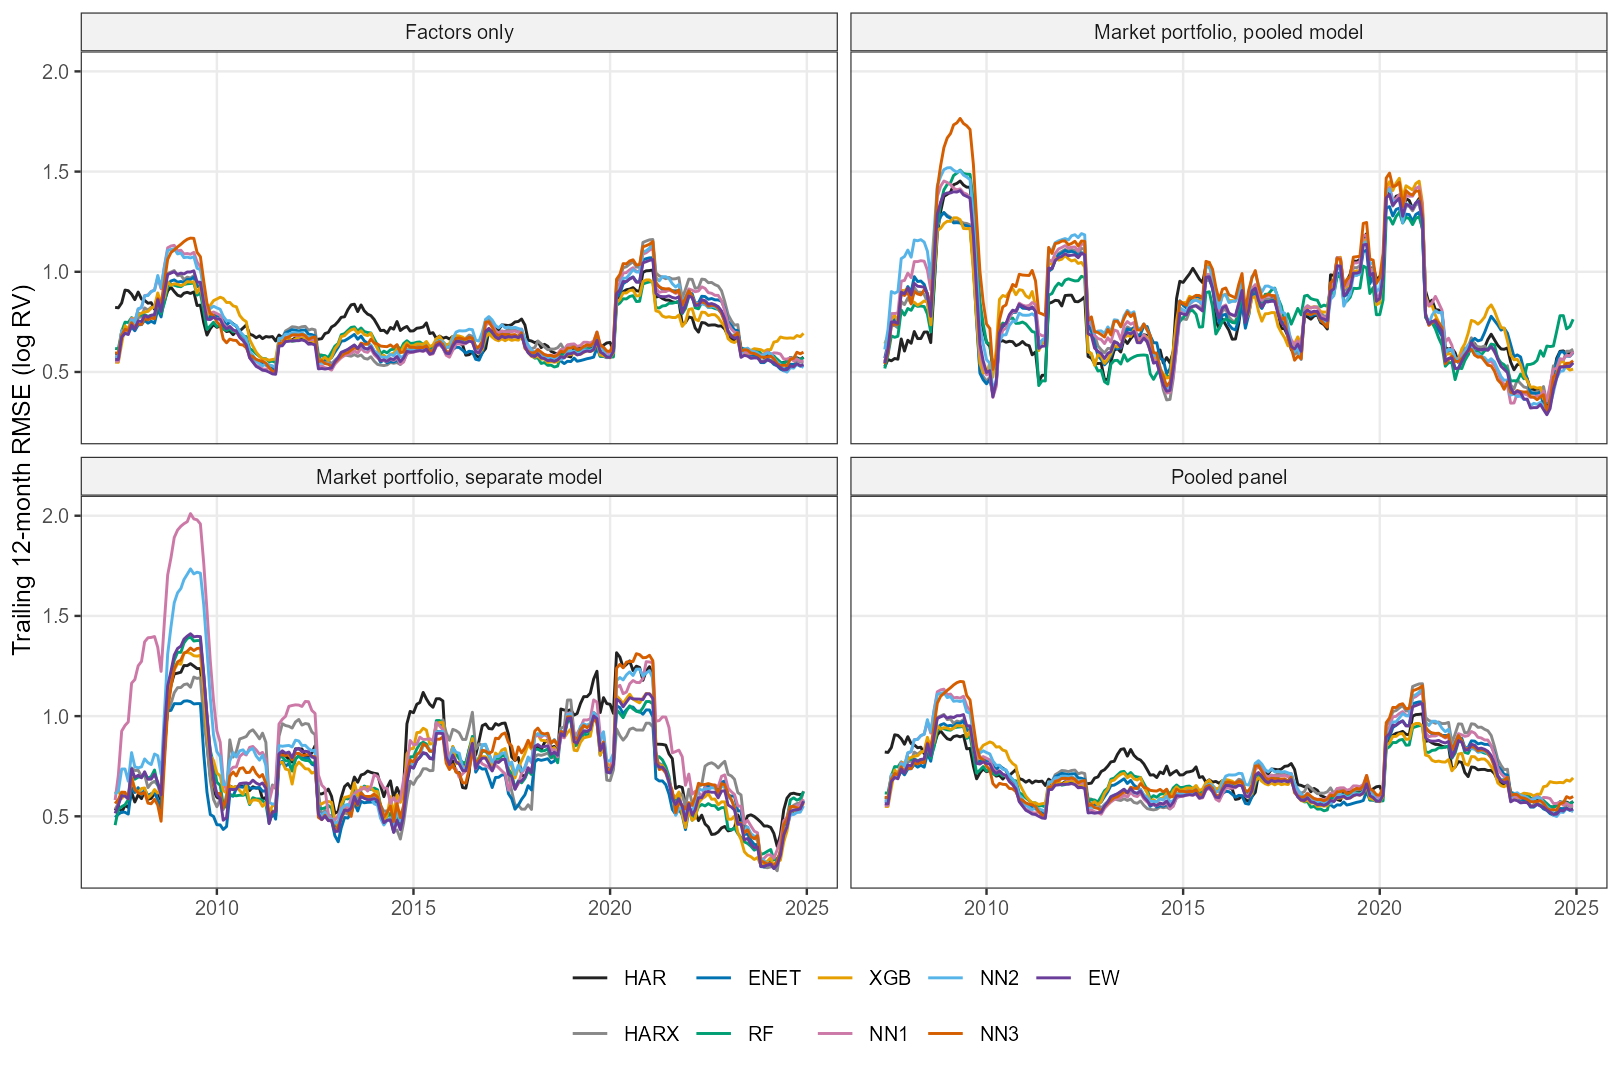 Factors only
Market portfolio, pooled model
2.0
1.5
1.0
0.5
Trailing 12-month RMSE (log RV)
Market portfolio, separate model
Pooled panel
2.0
1.5
1.0
0.5
2010 2015 2020 2025
2010 2015 2020 2025
HAR ENET XGB NN2 EW
HARX RF NN1 NN3